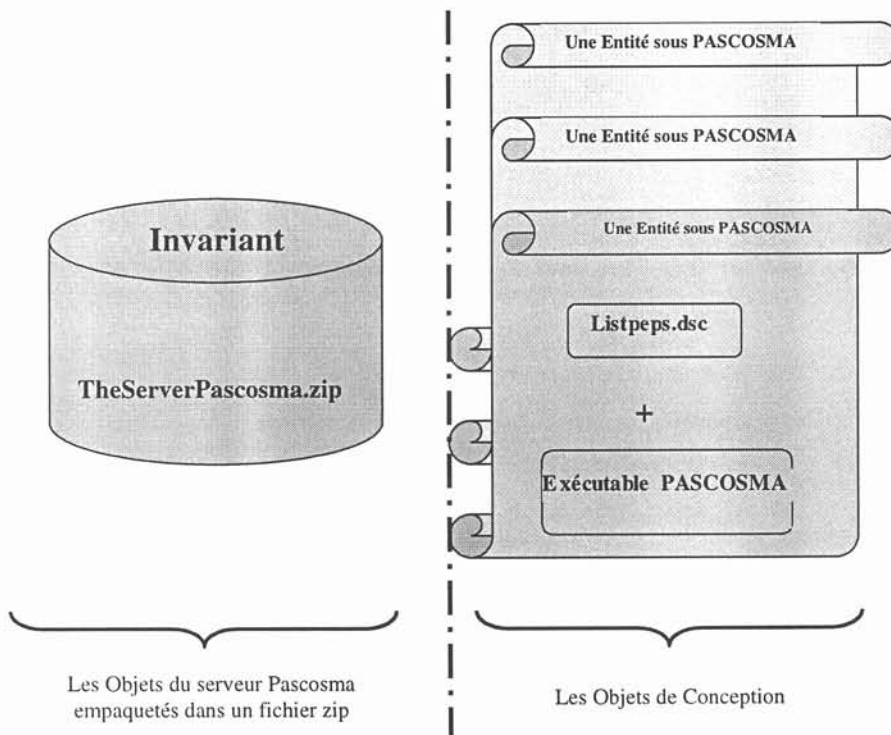 Invariant
TheServerPascosma.zip
Les Objets du serveur Pascosma
empaquetés dans un fichier zip
Une Entité sous PASCOSMA
Une Entité sous PASCOSMA
Une Entité sous PASCOSMA
Listpeps.dsc
+
Exécutable PASCOSMA
Les Objets de Conception